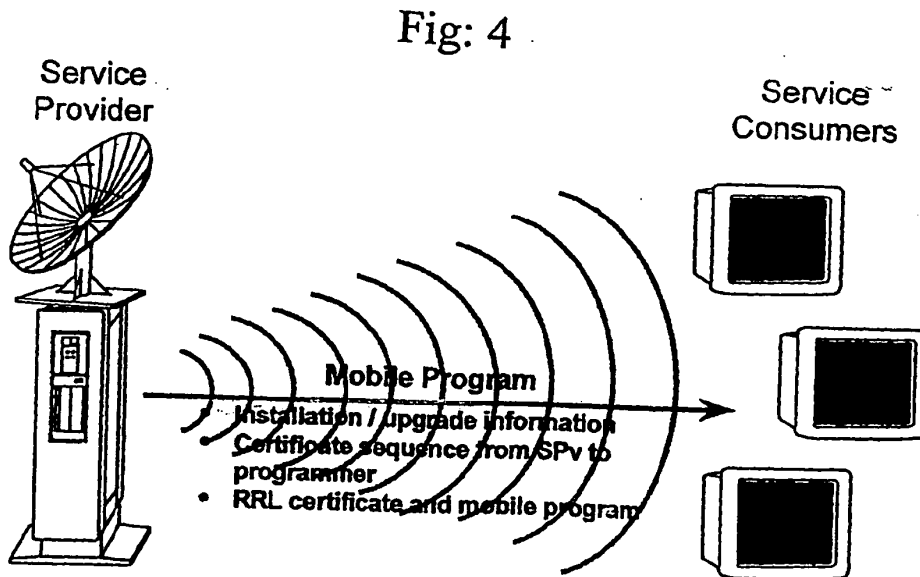 Fig: 4
Service
Provider
Service
Consumers
Mobile Program
• Installation / upgrade information
• Certificate sequence from SPv to
programmer
• RRL certificate and mobile program